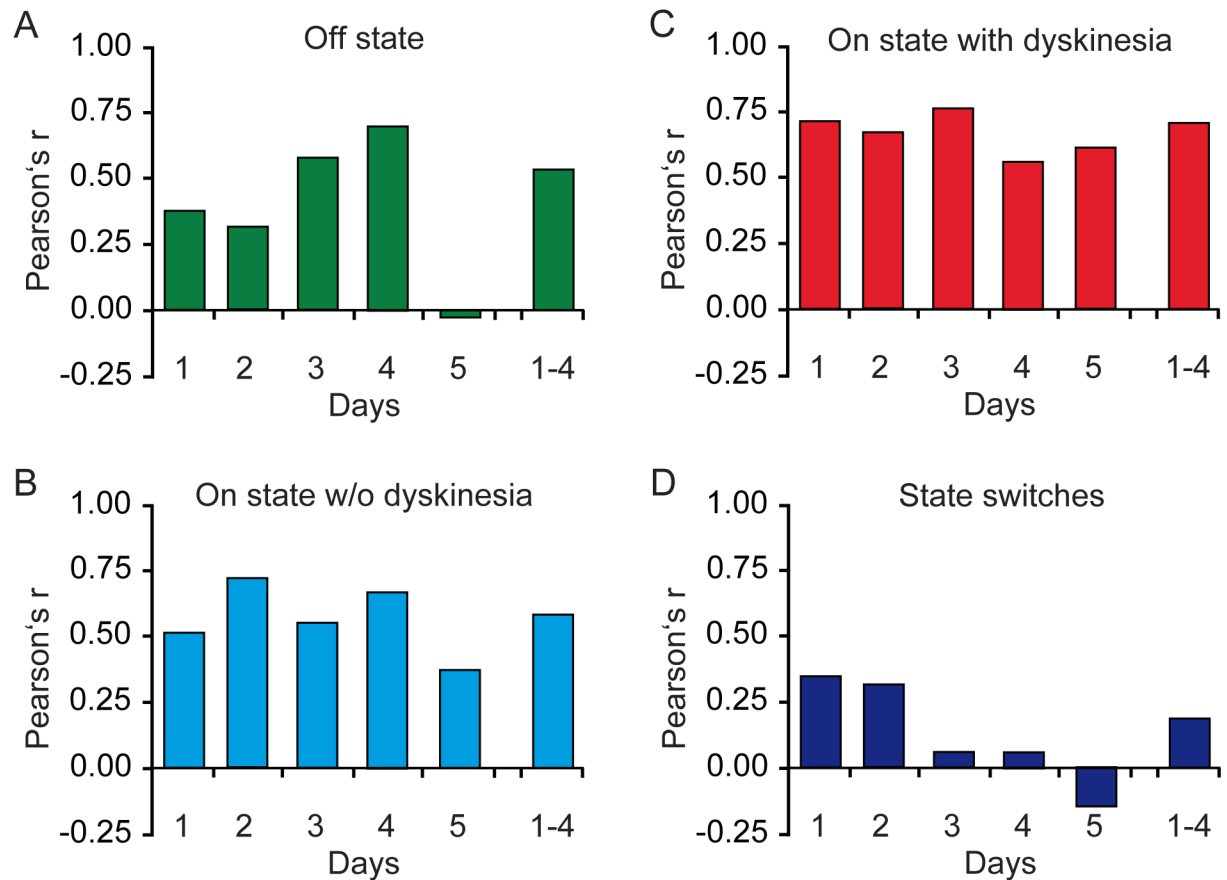 A
Off state
1.00
0.75
0.50
0.25
0.00
-0.25
Pearson‘s r
1 2 3 4 5 1-4
Days
B
On state w/o dyskinesia
1.00
0.75
0.50
0.25
0.00
-0.25
Pearson‘s r
1 2 3 4 5 1-4
Days
C
On state with dyskinesia
1.00
0.75
0.50
0.25
0.00
-0.25
Pearson‘s r
1 2 3 4 5 1-4
Days
D
State switches
1.00
0.75
0.50
0.25
0.00
-0.25
Pearson‘s r
1 2 3 4 5 1-4
Days